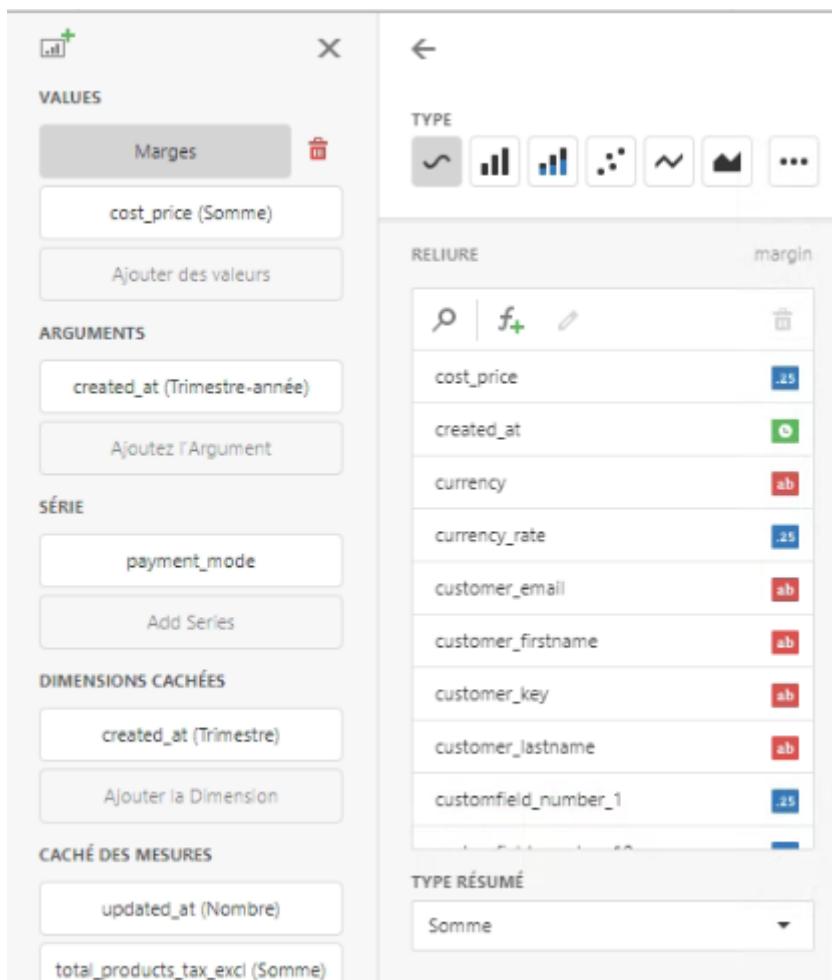 VALUES
Marges
cost_price (Somme)
Ajouter des valeurs
ARGUMENTS
created_at (Trimestre-année)
Ajoutez l'Argument
SÉRIE
payment_mode
Add Series
DIMENSIONS CACHÉES
created_at (Trimestre)
Ajouter la Dimension
CACHÉ DES MESURES
updated_at (Nombre)
total_products_tax_excl (Somme)
TYPE
RELIURE margin
cost_price .25
created_at
currency ab
currency_rate .25
customer_email ab
customer_firstname ab
customer_key ab
customer_lastname ab
customfield_number_1 .25
TYPE RÉSUMÉ
Somme